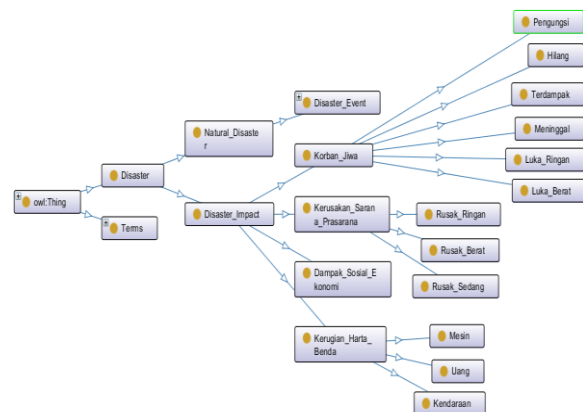 Pengungsi
Hilang
Terdampak
Meninggal
Luka_Ringan
Luka_Berat
Disaster_Event
Natural_Disaste
r
Korban_Jiwa
Disaster
owl:Thing
Terms
Disaster_Impact
Kerusakan_Saran
a_Prasarana
Rusak_Ringan
Rusak_Berat
Rusak_Sedang
Dampak_Sosial_E
konomi
Kerugian_Harta_
Benda
Mesin
Uang
Kendaraan